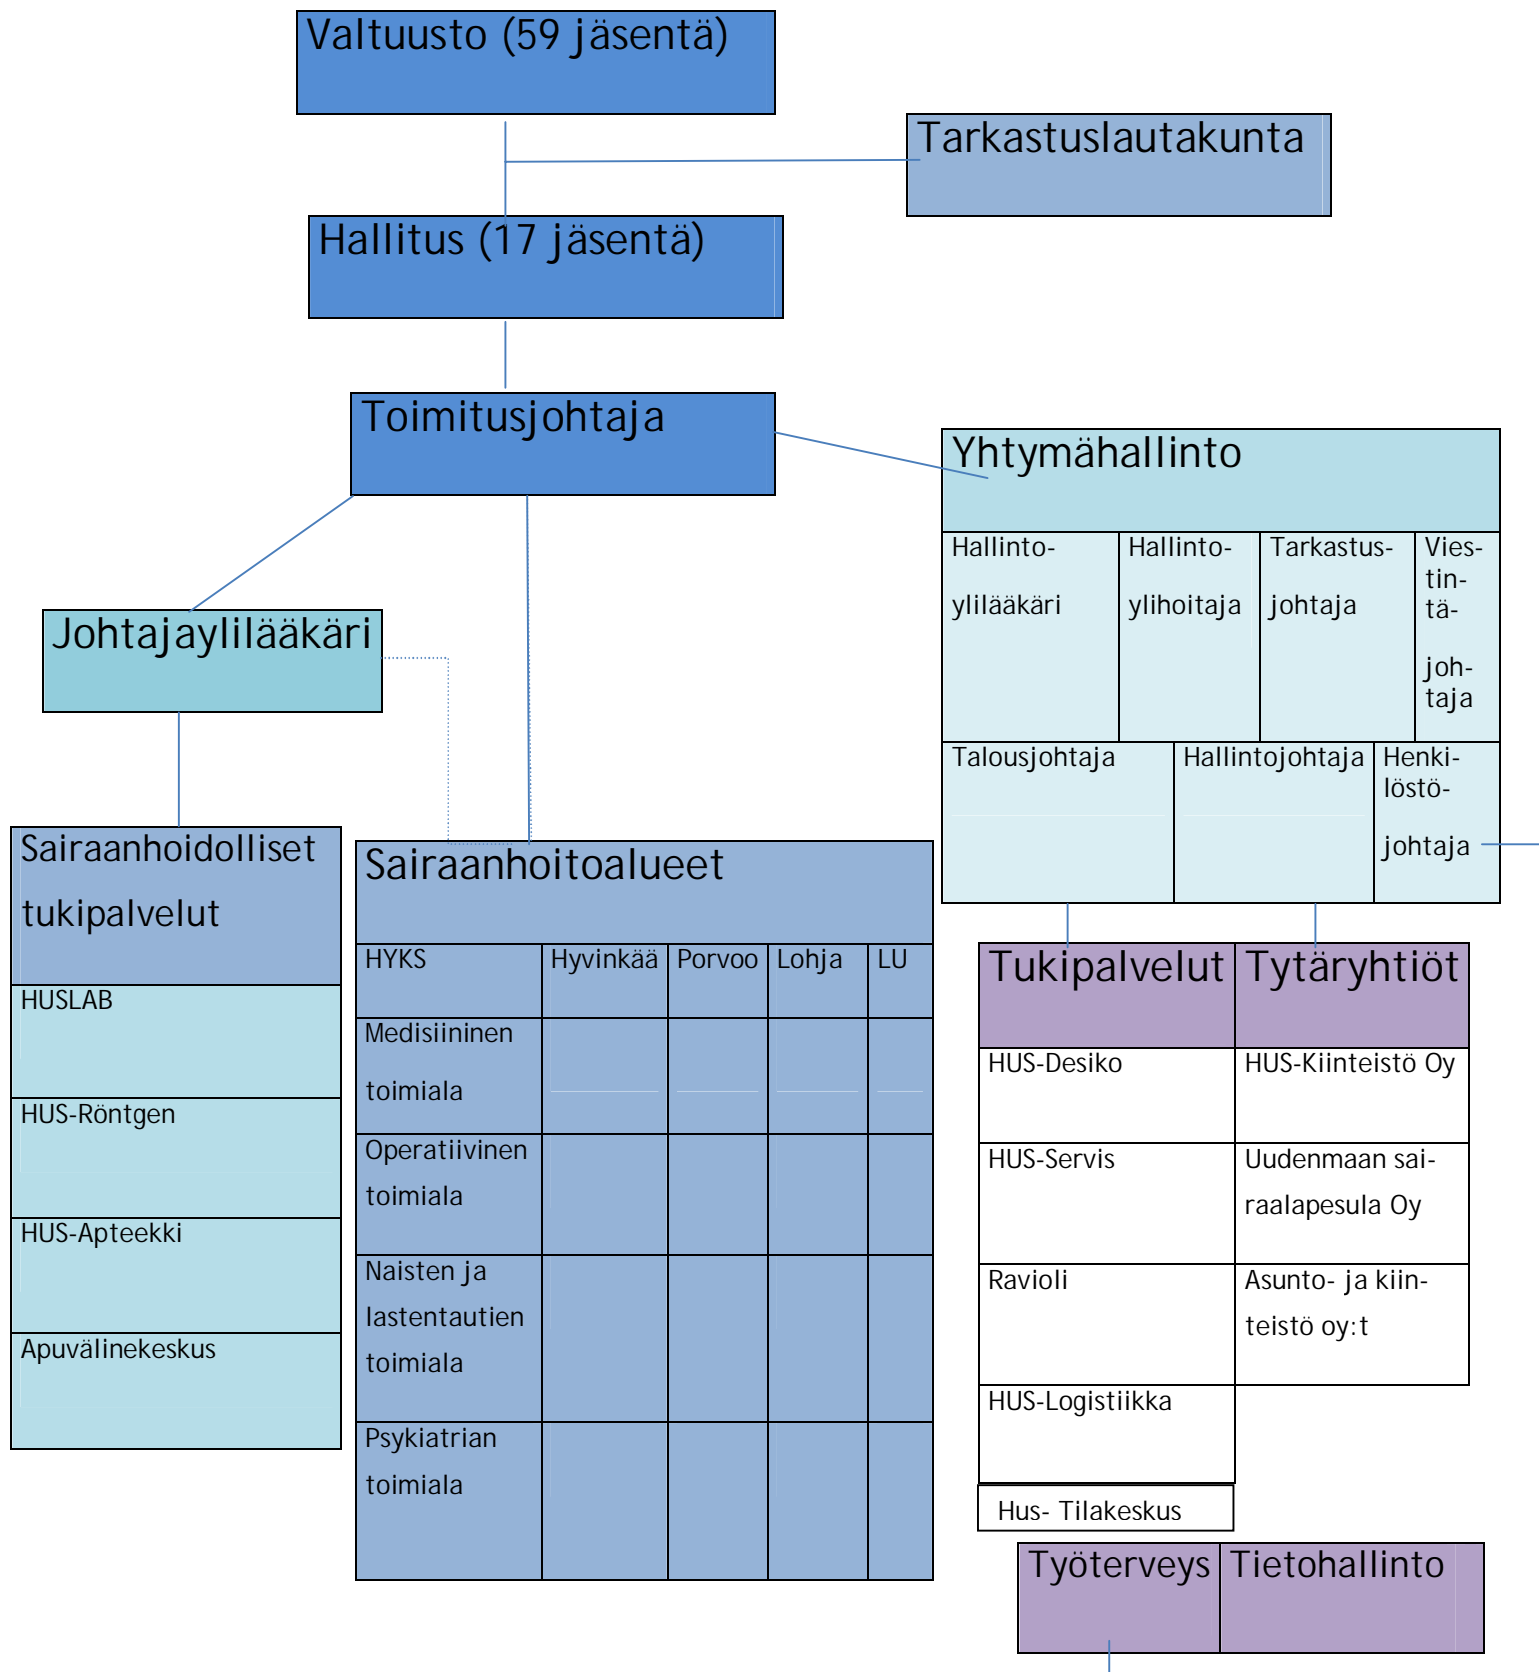 Valtuusto (59 jäsentä)
Tarkastuslautakunta
Hallitus (17 jäsentä)
Toimitusjohtaja
Yhtymähallinto
Hallinto-
ylilääkäri
Hallinto-
ylihoitaja
Tarkastus-
johtaja
Vies-
tin-
tä-
joh-
taja
Talousjohtaja
Hallintojohtaja
Henki-
löstö-
johtaja
Johtajaylilääkäri
Sairaanhoidolliset
tukipalvelut
HUSLAB
HUS-Röntgen
HUS-Apteekki
Apuvälinekeskus
Sairaanhoitoalueet
HYKS
Hyvinkää
Porvoo
Lohja
LU
Medisiininen
toimiala
Operatiivinen
toimiala
Naisten ja
lastentautien
toimiala
Psykiatrian
toimiala
Tukipalvelut
Tytäryhtiöt
HUS-Desiko
HUS-Kiinteistö Oy
HUS-Servis
Uudenmaan sai-
raalapesula Oy
Ravioli
Asunto- ja kiin-
teistö oy:t
HUS-Logistiikka
Hus- Tilakeskus
Työterveys
Tietohallinto